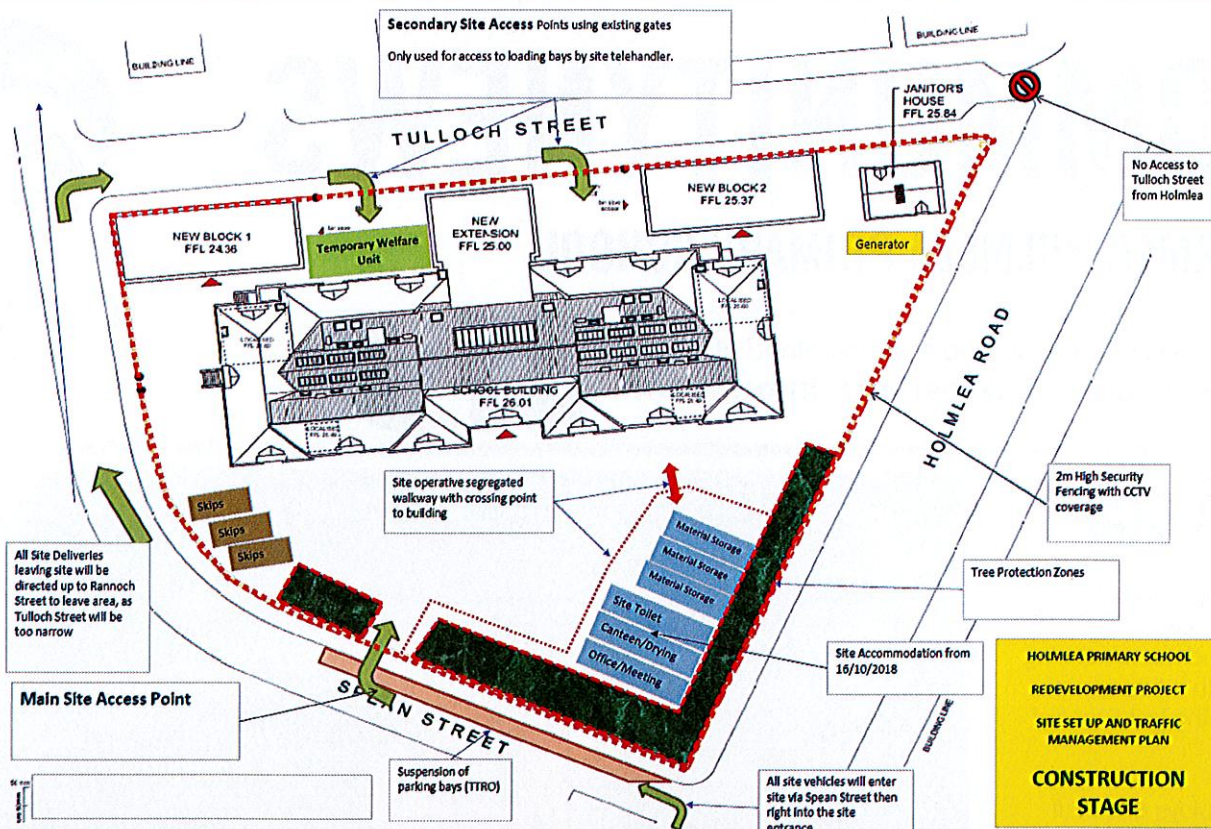 Secondary Site Access Points using existing gates
Only used for access to loading bays by site telehandler.
BUILDING LINE
BUILDING LINE
JANITOR'S
HOUSE
FFL 25.84
TULLOCH STREET
No Access to
Tulloch Street
from Holmlea
NEW BLOCK 1
FFL 24.36
Temporary Welfare
Unit
NEW
EXTENSION
FFL 25.00
NEW BLOCK 2
FFL 25.37
Generator
HOLMLEA ROAD
SCHOOL BUILDING
FFL 26.01
Site operative segregated
walkway with crossing point
to building
2m High Security
Fencing with CCTV
coverage
Skips
Skips
Skips
Material Storage
Material Storage
Material Storage
Site Toilet
Canteen/Drying
Office/Meeting
Tree Protection Zones
All Site Deliveries
leaving site will be
directed up to Rannoch
Street to leave area, as
Tulloch Street will be
too narrow
Site Accommodation from
16/10/2018
Main Site Access Point
SPEAN STREET
Suspension of
parking bays (TTRO)
BUILDING LINE
All site vehicles will enter
site via Spean Street then
right into the site
entrance
HOLMLEA PRIMARY SCHOOL
REDEVELOPMENT PROJECT
SITE SET UP AND TRAFFIC
MANAGEMENT PLAN
CONSTRUCTION
STAGE